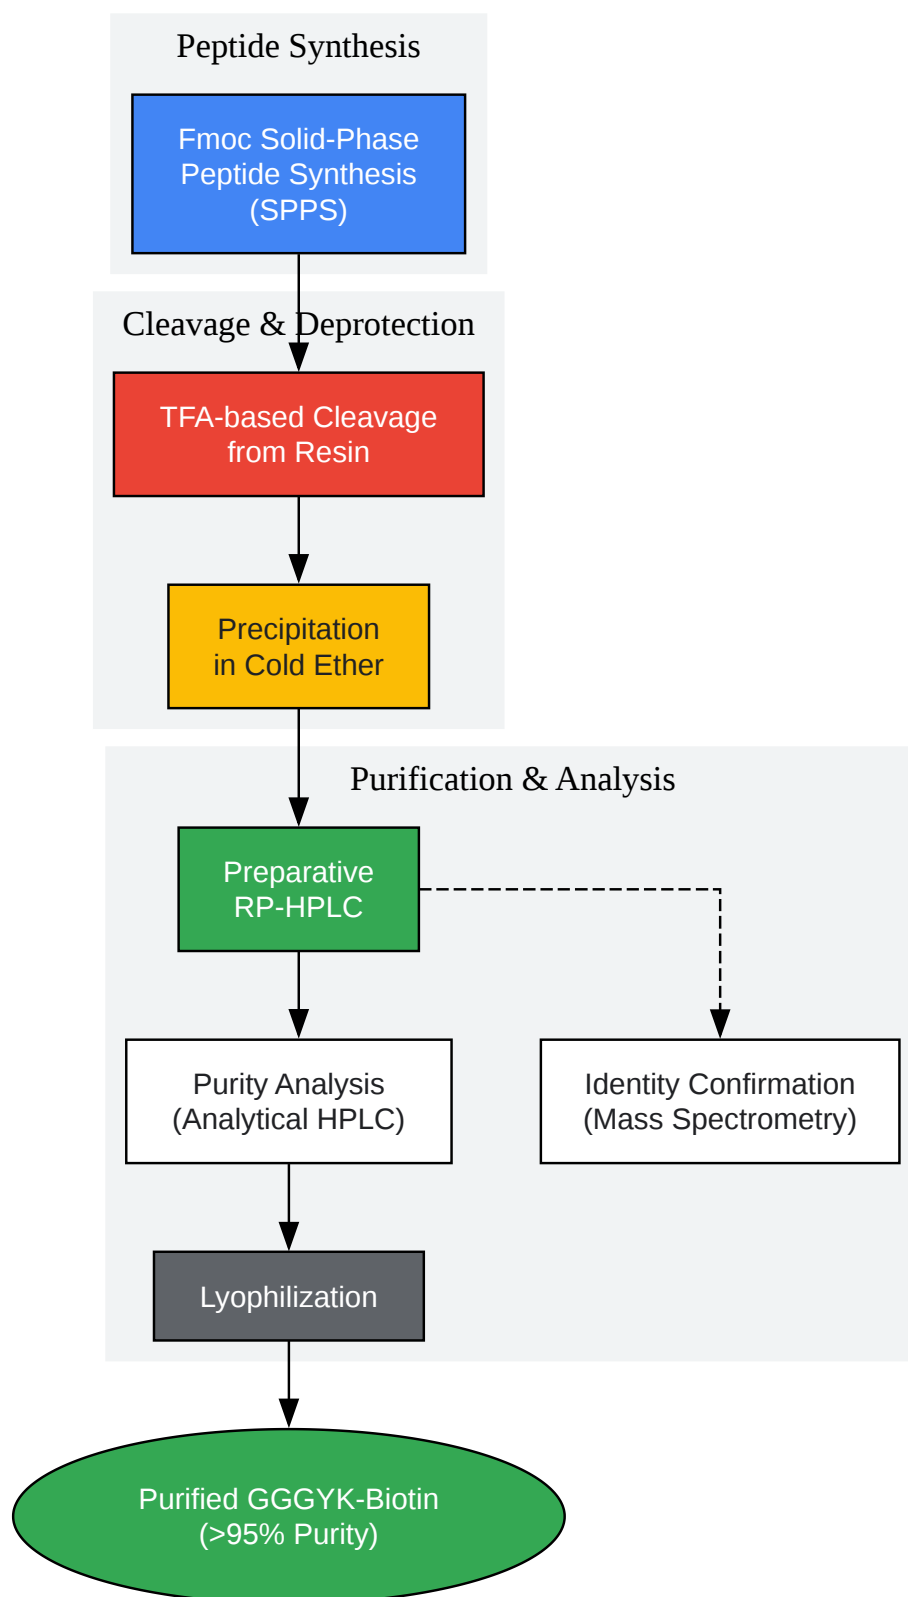 Peptide Synthesis
Fmoc Solid-Phase
Peptide Synthesis
(SPPS)
Cleavage & Deprotection
TFA-based Cleavage
from Resin
Precipitation
in Cold Ether
Purification & Analysis
Preparative
RP-HPLC
Purity Analysis
(Analytical HPLC)
Identity Confirmation
(Mass Spectrometry)
Lyophilization
Purified GGGYK-Biotin
(>95% Purity)